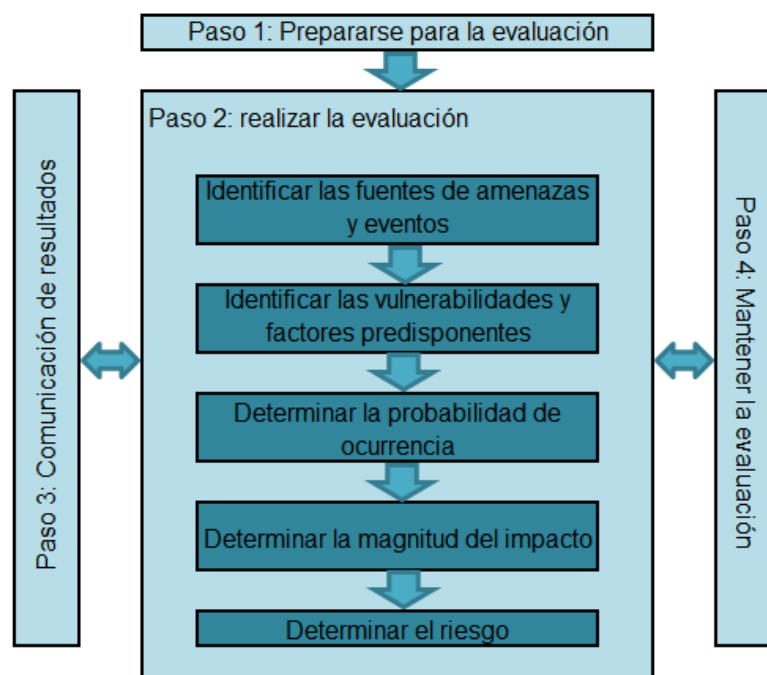 Paso 1: Prepararse para la evaluación
Paso 2: realizar la evaluación
Identificar las fuentes de amenazas
y eventos
Identificar las vulnerabilidades y
factores predisponentes
Determinar la probabilidad de
ocurrencia
Determinar la magnitud del impacto
Determinar el riesgo
Paso 3: Comunicación de resultados
Paso 4: Mantener la evaluación